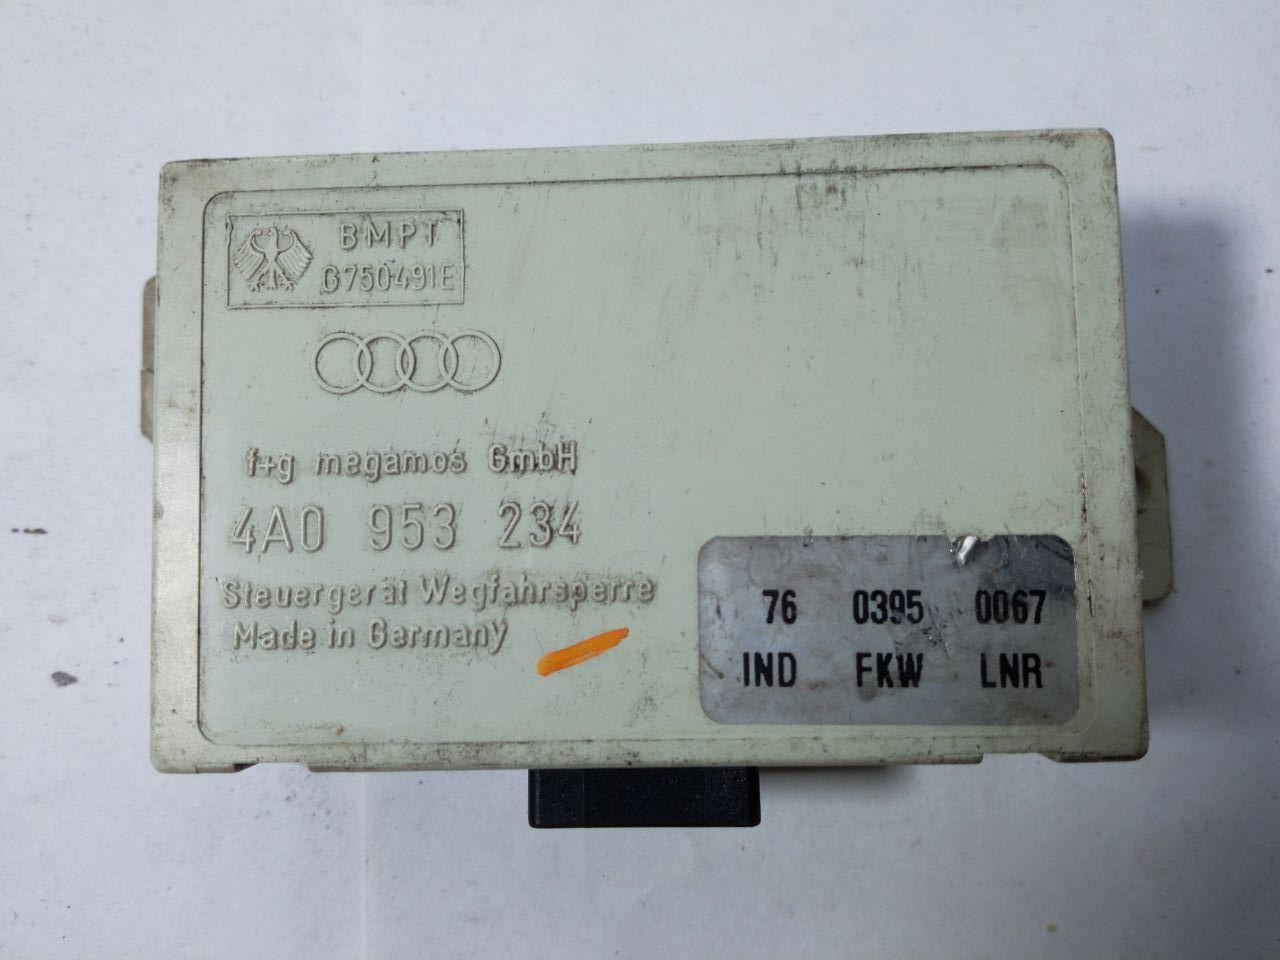 BMPT
G750491E
f+g megamos GmbH
4A0 953 234
Steuergerät Wegfahrsperre
Made in Germany
76 0395 0067
IND FKW LNR